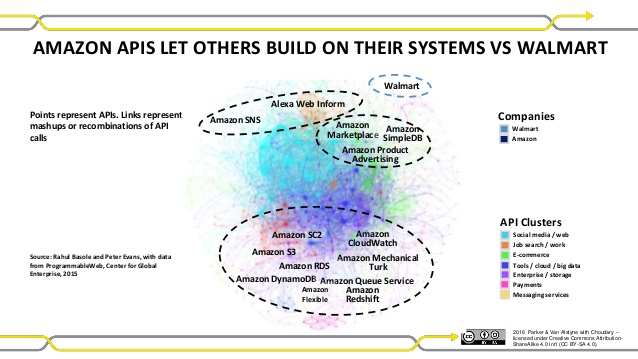 AMAZON APIS LET OTHERS BUILD ON THEIR SYSTEMS VS WALMART
Points represent APIs. Links represent
mashups or recombinations of API
calls
Walmart
Alexa Web Inform
Amazon SNS
Amazon
Marketplace
Amazon
SimpleDB
Amazon Product
Advertising
Companies
Walmart
Amazon
API Clusters
Social media / web
Job search / work
E-commerce
Tools / cloud / big data
Enterprise / storage
Payments
Messaging services
Amazon SC2
Amazon
CloudWatch
Amazon S3
Amazon Mechanical
Turk
Amazon RDS
Amazon DynamoDB
Amazon Queue Service
Amazon
Flexible
Amazon
Redshift
Source: Rahul Basole and Peter Evans, with data
from ProgrammableWeb, Center for Global
Enterprise, 2015
cc
BY SA
2016 Parker & Van Alstyne with Choudary –
licensed under Creative Commons Attribution-
ShareAlike 4.0 Int'l (CC BY-SA 4.0).